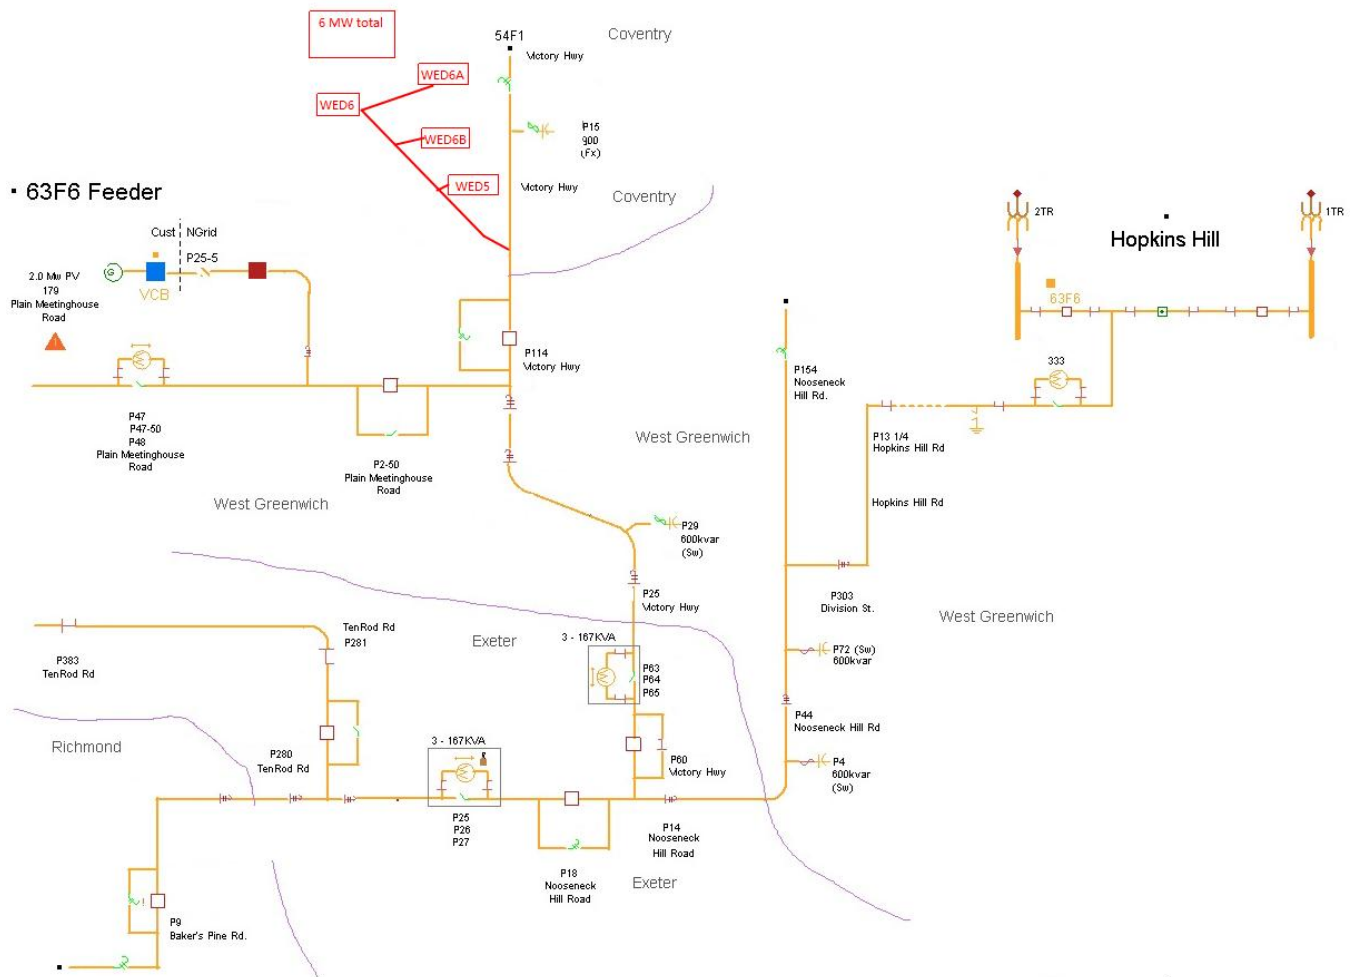 6 MW total
54F1
Coventry
Victory Hwy
WED6A
WED6
WED6B
WED5
P15
900
(Fx)
Victory Hwy
Coventry
63F6 Feeder
Cust
NGrid
P25-5
VCB
G
2.0 Mw PV
179
Plain Meetinghouse
Road
P47
P47-50
P48
Plain Meetinghouse
Road
P2-50
Plain Meetinghouse
Road
P114
Victory Hwy
2TR
Hopkins Hill
1TR
63F6
333
P154
Nooseneck
Hill Rd.
P13 1/4
Hopkins Hill Rd
Hopkins Hill Rd
West Greenwich
West Greenwich
P29
600kvar
(Sw)
P25
Victory Hwy
P303
Division St.
West Greenwich
P72 (Sw)
600kvar
P44
Nooseneck Hill Rd
P4
600kvar
(Sw)
TenRod Rd
P281
Exeter
3 - 167KVA
P63
P64
P65
P383
TenRod Rd
Richmond
P280
TenRod Rd
3 - 167KVA
P60
Victory Hwy
P25
P26
P27
P14
Nooseneck
Hill Road
P18
Nooseneck
Hill Road
Exeter
P9
Baker's Pine Rd.